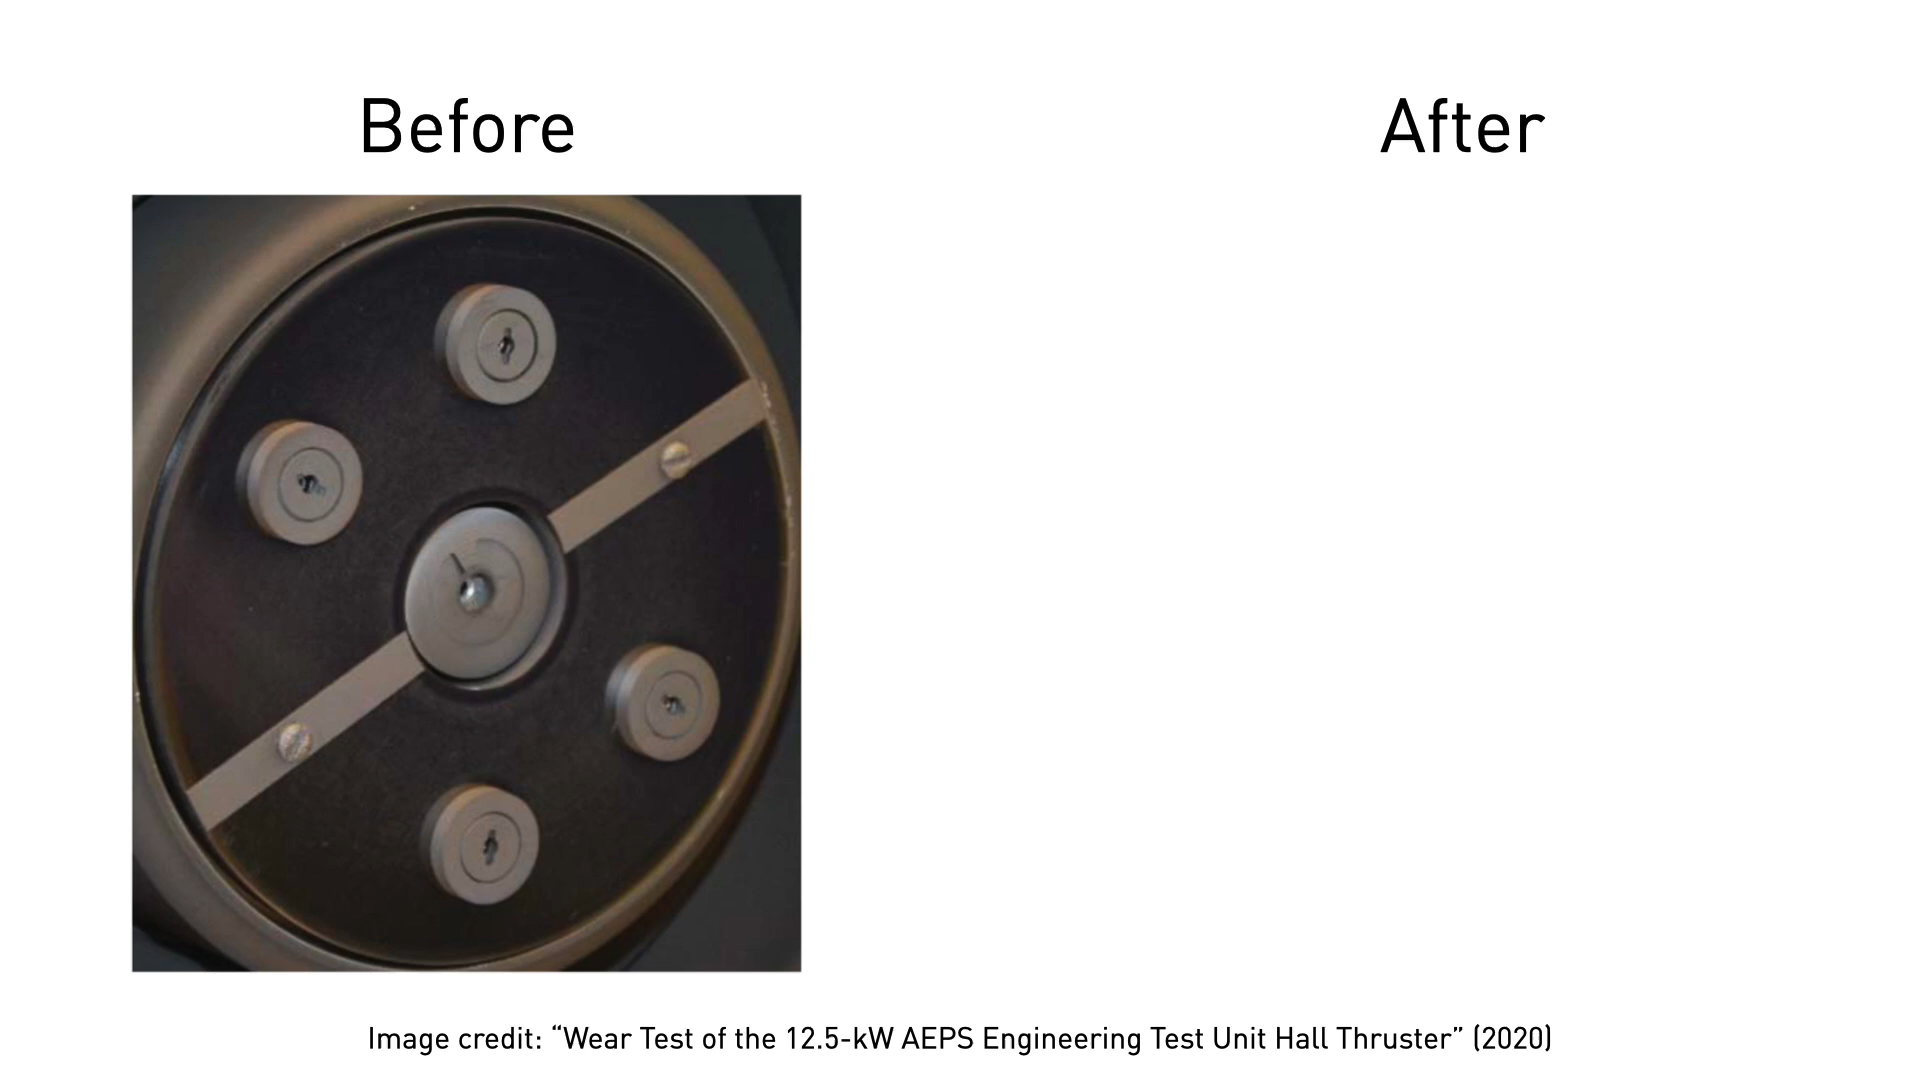 Before
After
Image credit: “Wear Test of the 12.5-kW AEPS Engineering Test Unit Hall Thruster” (2020)